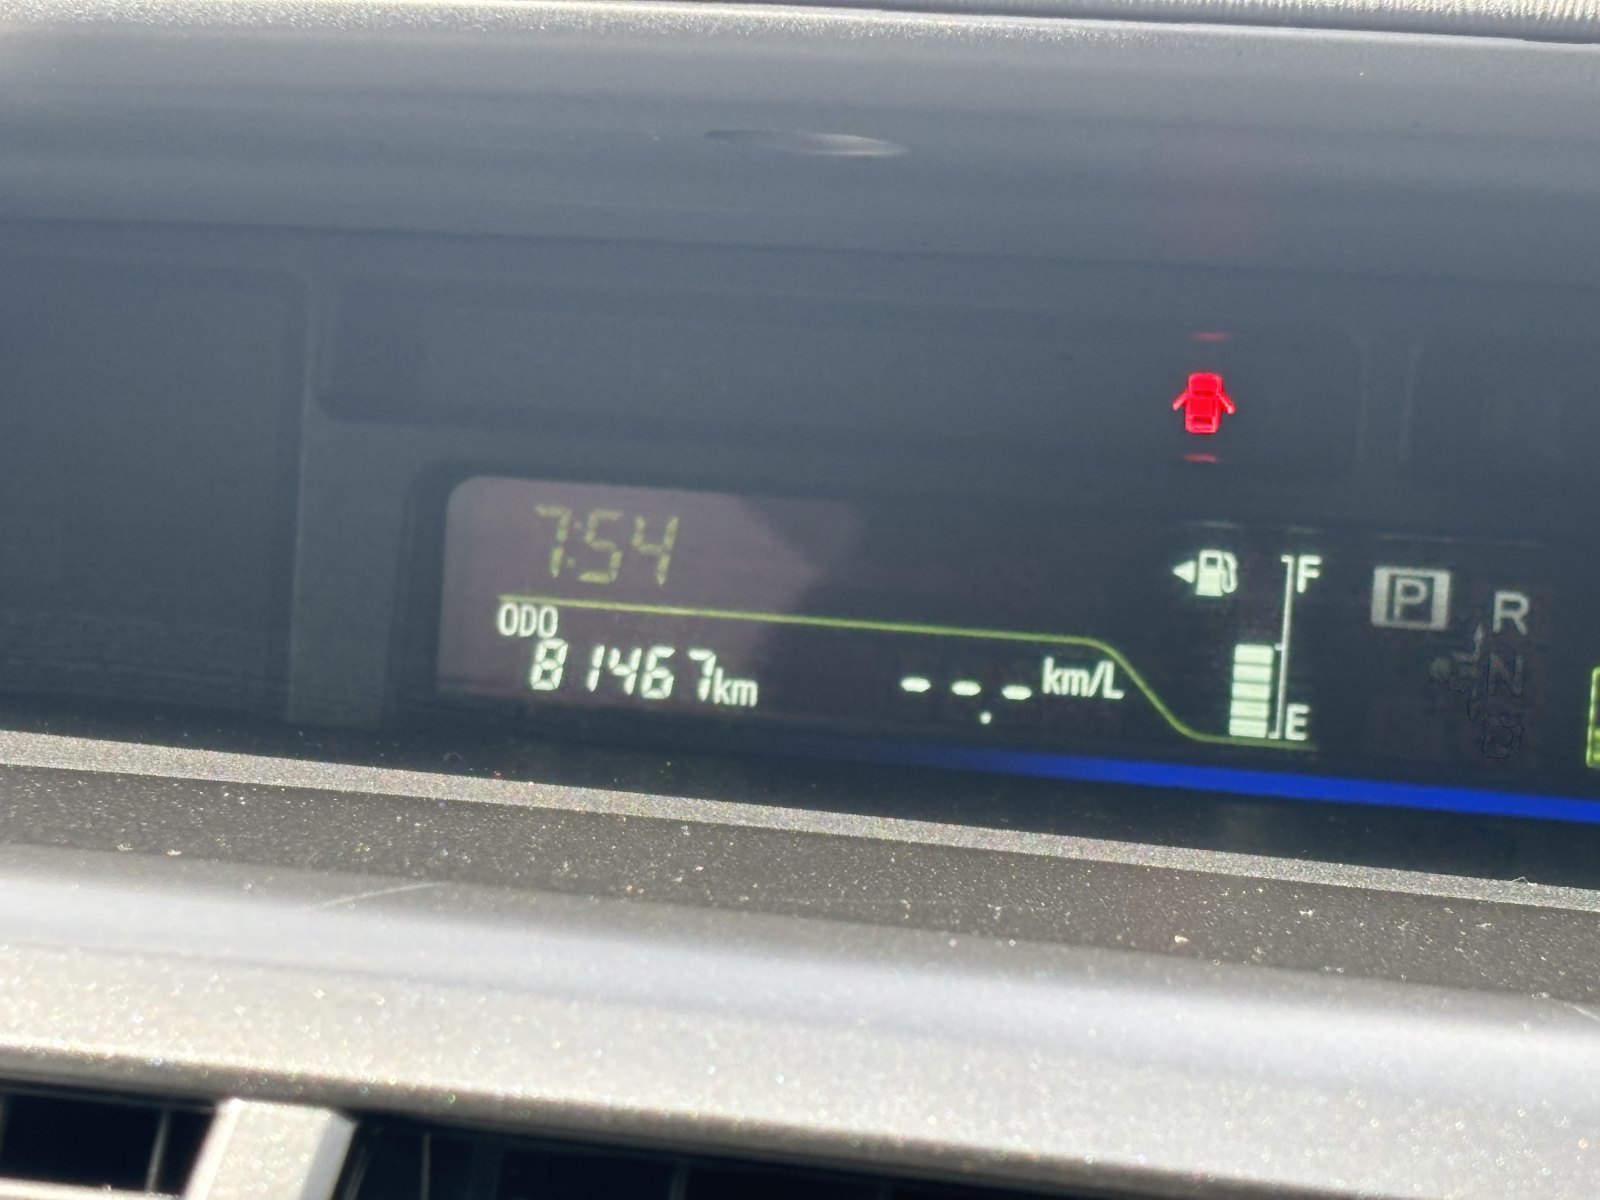 7:54
ODO
81467km
--.- km/L
F
E
P R
N
B